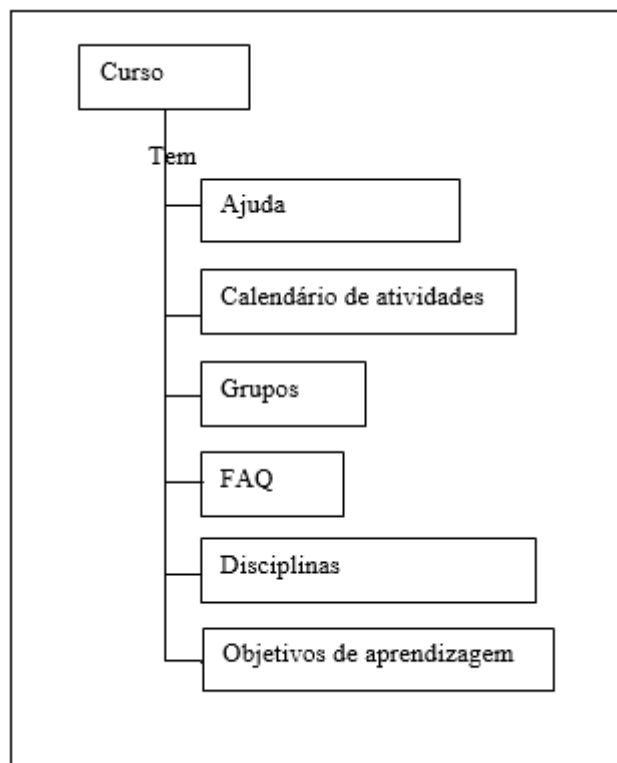 Curso
Tem
Ajuda
Calendário de atividades
Grupos
FAQ
Disciplinas
Objetivos de aprendizagem